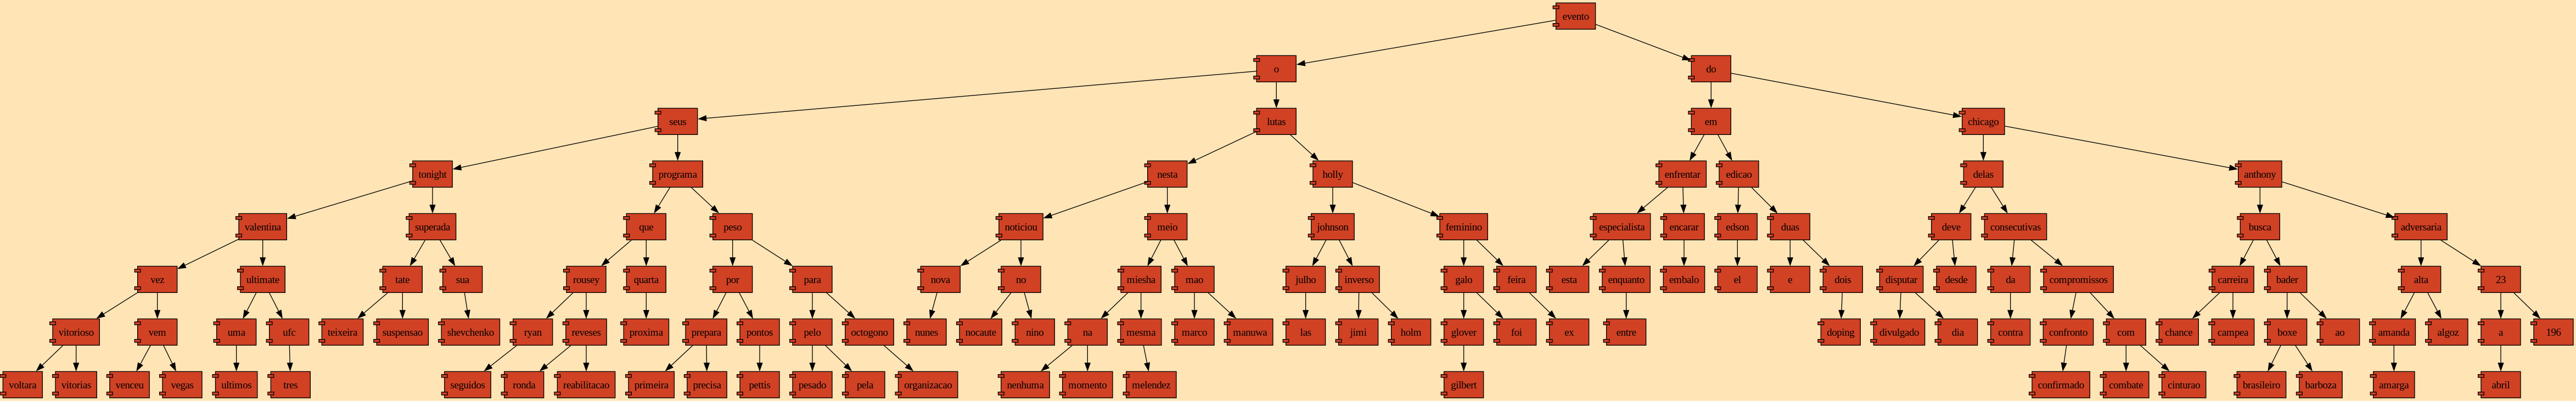 evento
o do
seus lutas em chicago
tonight programa nesta holly enfrentar edicao delas anthony
valentina superada que peso noticiou meio johnson feminino especialista encarar edson duas deve consecutivas busca adversaria
vez ultimate tate sua rousey quarta por para nova no miesha mao julho inverso galo feira esta enquanto embalo el e dois disputar desde da compromissos carreira bader alta 23
vitorioso vem uma ufc teixeira suspensao shevchenko ryan reveses proxima prepara pontos pelo octogono nunes nocaute nino na mesma marco manuwa las jimi holm glover foi ex entre doping divulgado dia contra confronto com chance campea boxe ao amanda algoz a 196
voltara vitorias venceu vegas ultimos tres seguidos ronda reabilitacao primeira precisa pettis pesado pela organizacao nenhuma momento melendez gilbert confirmado combate cinturao brasileiro barboza amarga abril